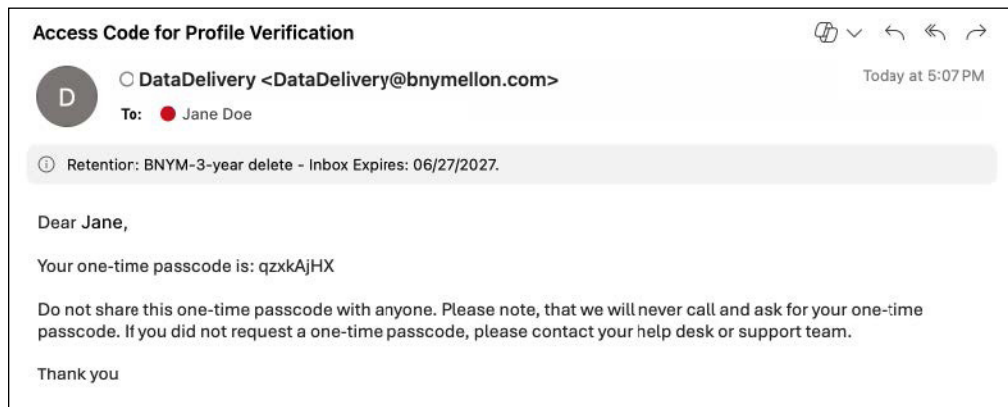 Access Code for Profile Verification
D
DataDelivery <DataDelivery@bnymellon.com>
Today at 5:07 PM
To: Jane Doe
Retention: BNYM-3-year delete - Inbox Expires: 06/27/2027.
Dear Jane,
Your one-time passcode is: qzxkAjHX
Do not share this one-time passcode with anyone. Please note, that we will never call and ask for your one-time
passcode. If you did not request a one-time passcode, please contact your help desk or support team.
Thank you